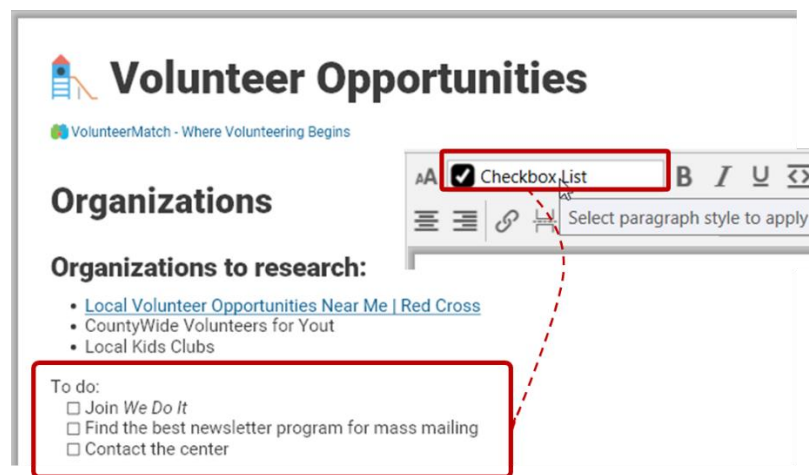 Volunteer Opportunities
VolunteerMatch - Where Volunteering Begins
Checkbox List
B I U
Select paragraph style to apply
Organizations
Organizations to research:
• Local Volunteer Opportunities Near Me | Red Cross
• CountyWide Volunteers for Yout
• Local Kids Clubs
To do:
☐ Join We Do It
☐ Find the best newsletter program for mass mailing
☐ Contact the center